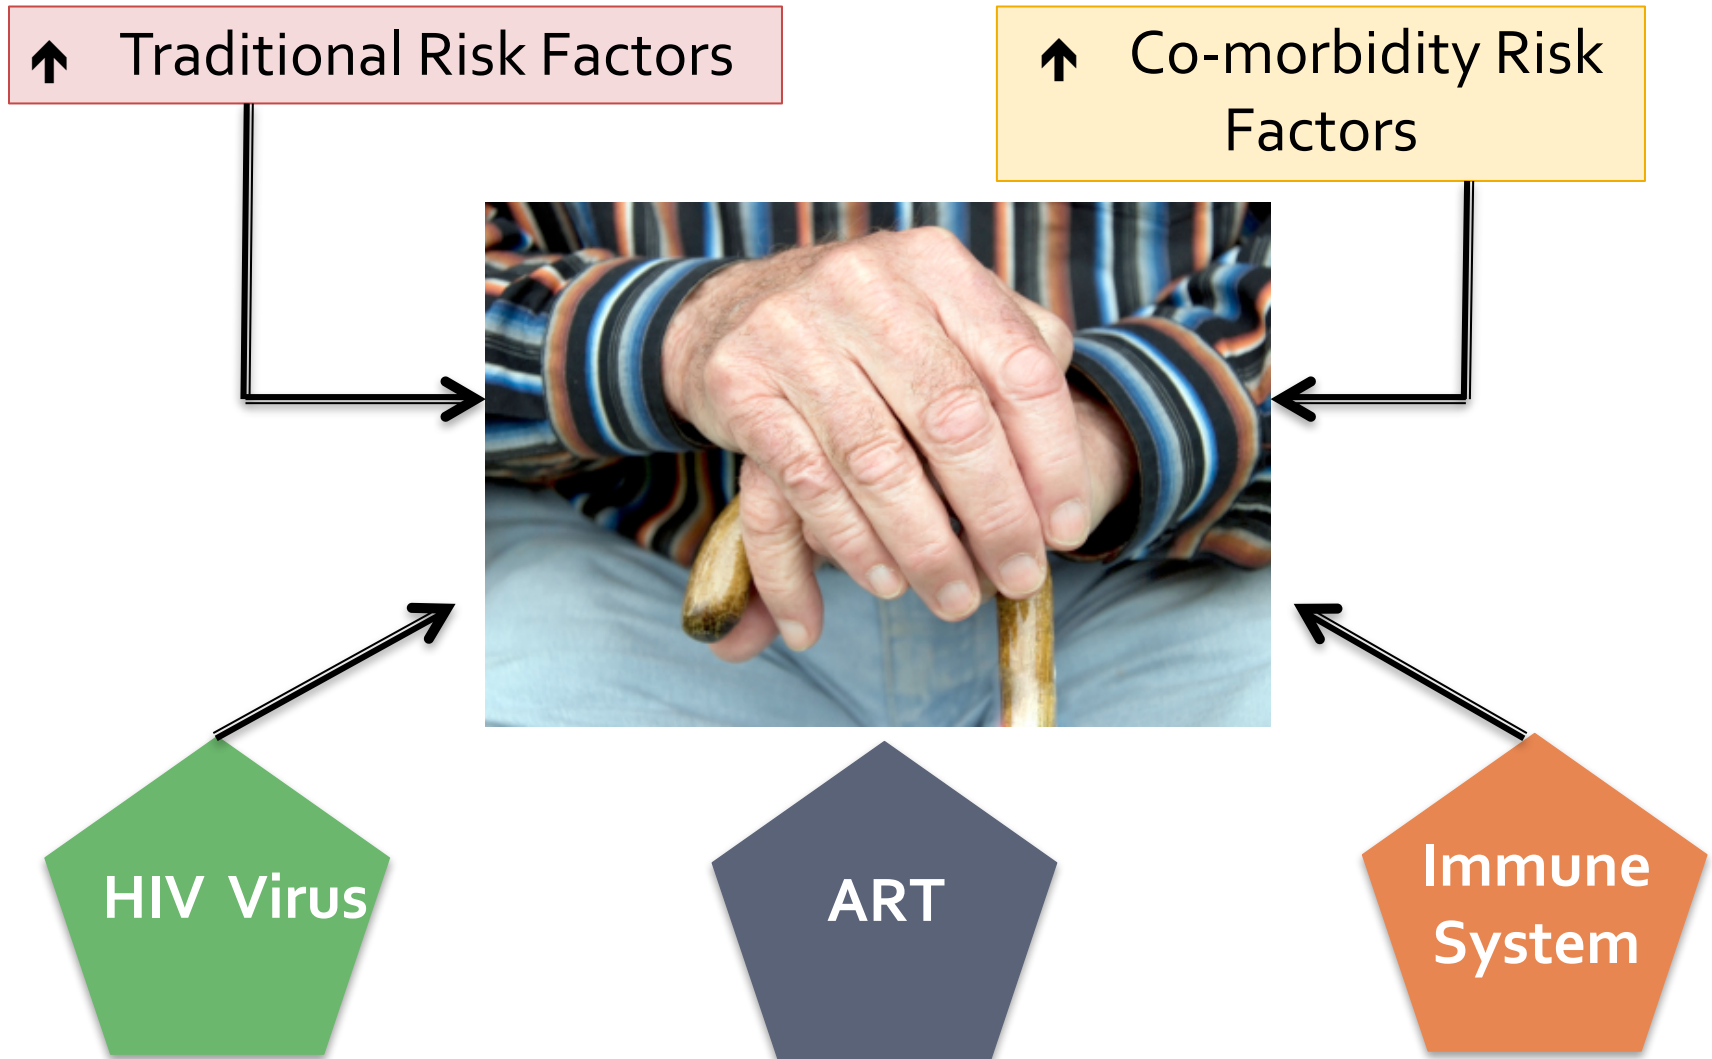 ↑ Traditional Risk Factors
↑ Co-morbidity Risk
Factors
HIV Virus
ART
Immune
System